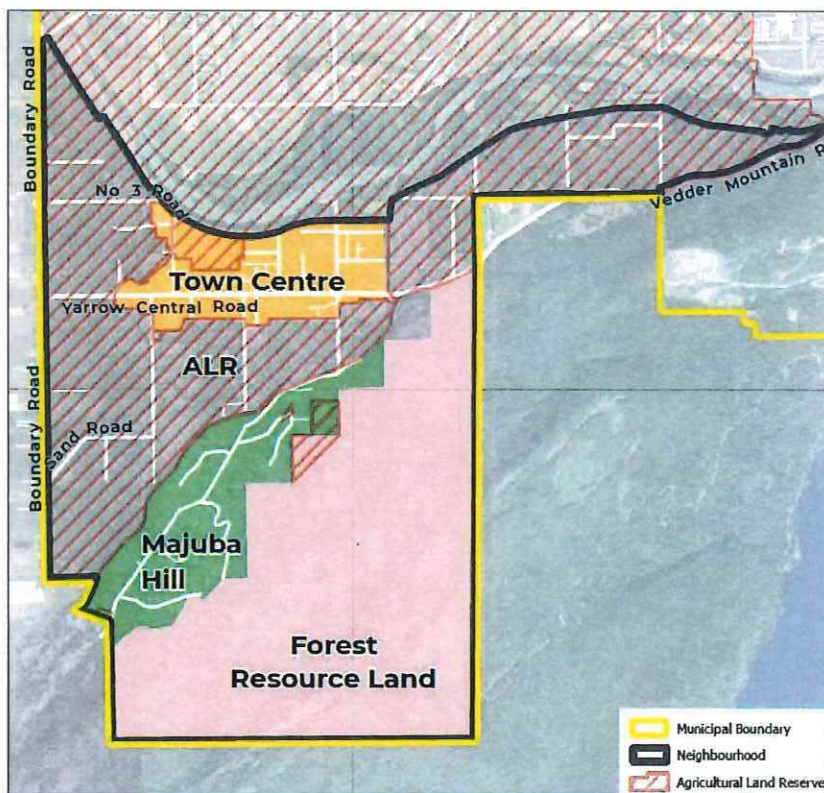 Boundary Road
No 3 Road
Vedder Mountain R
Town Centre
Yarrow Central Road
ALR
Boundary Road
Sand Road
Majuba
Hill
Forest
Resource Land
Municipal Boundary
Neighbourhood
Agricultural Land Reserve